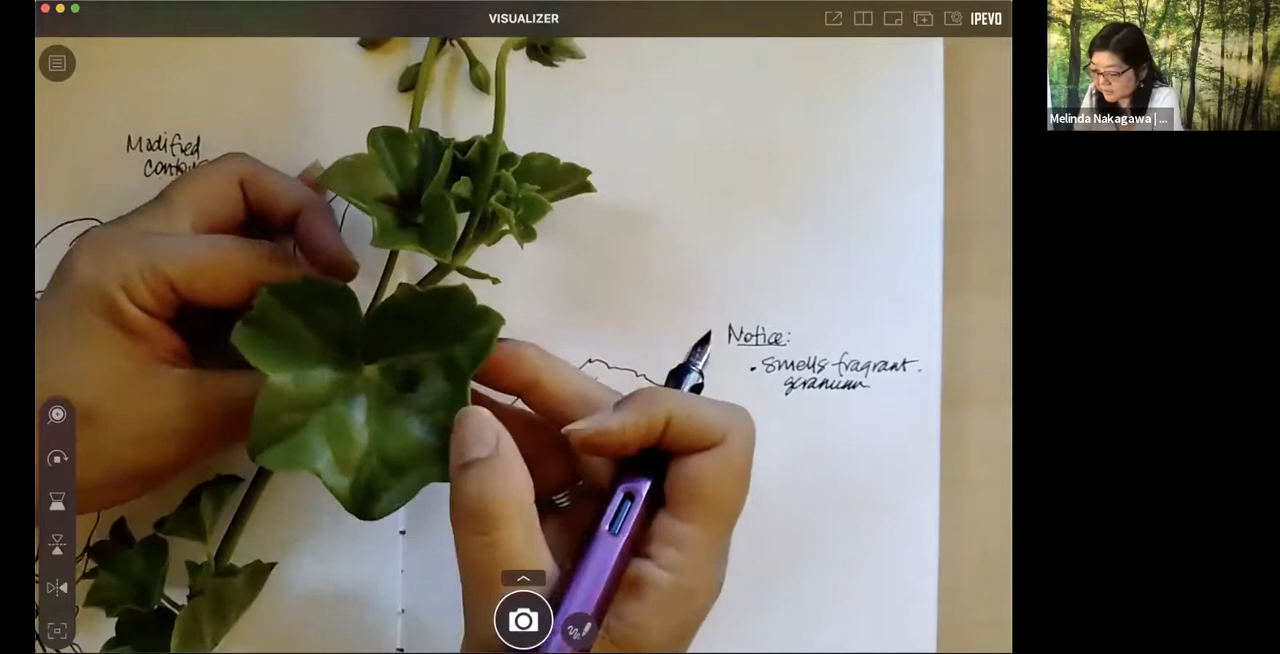 VISUALIZER
IPEVO
Melinda Nakagawa | ...
Modified
Notice:
• smells fragrant.
geranium